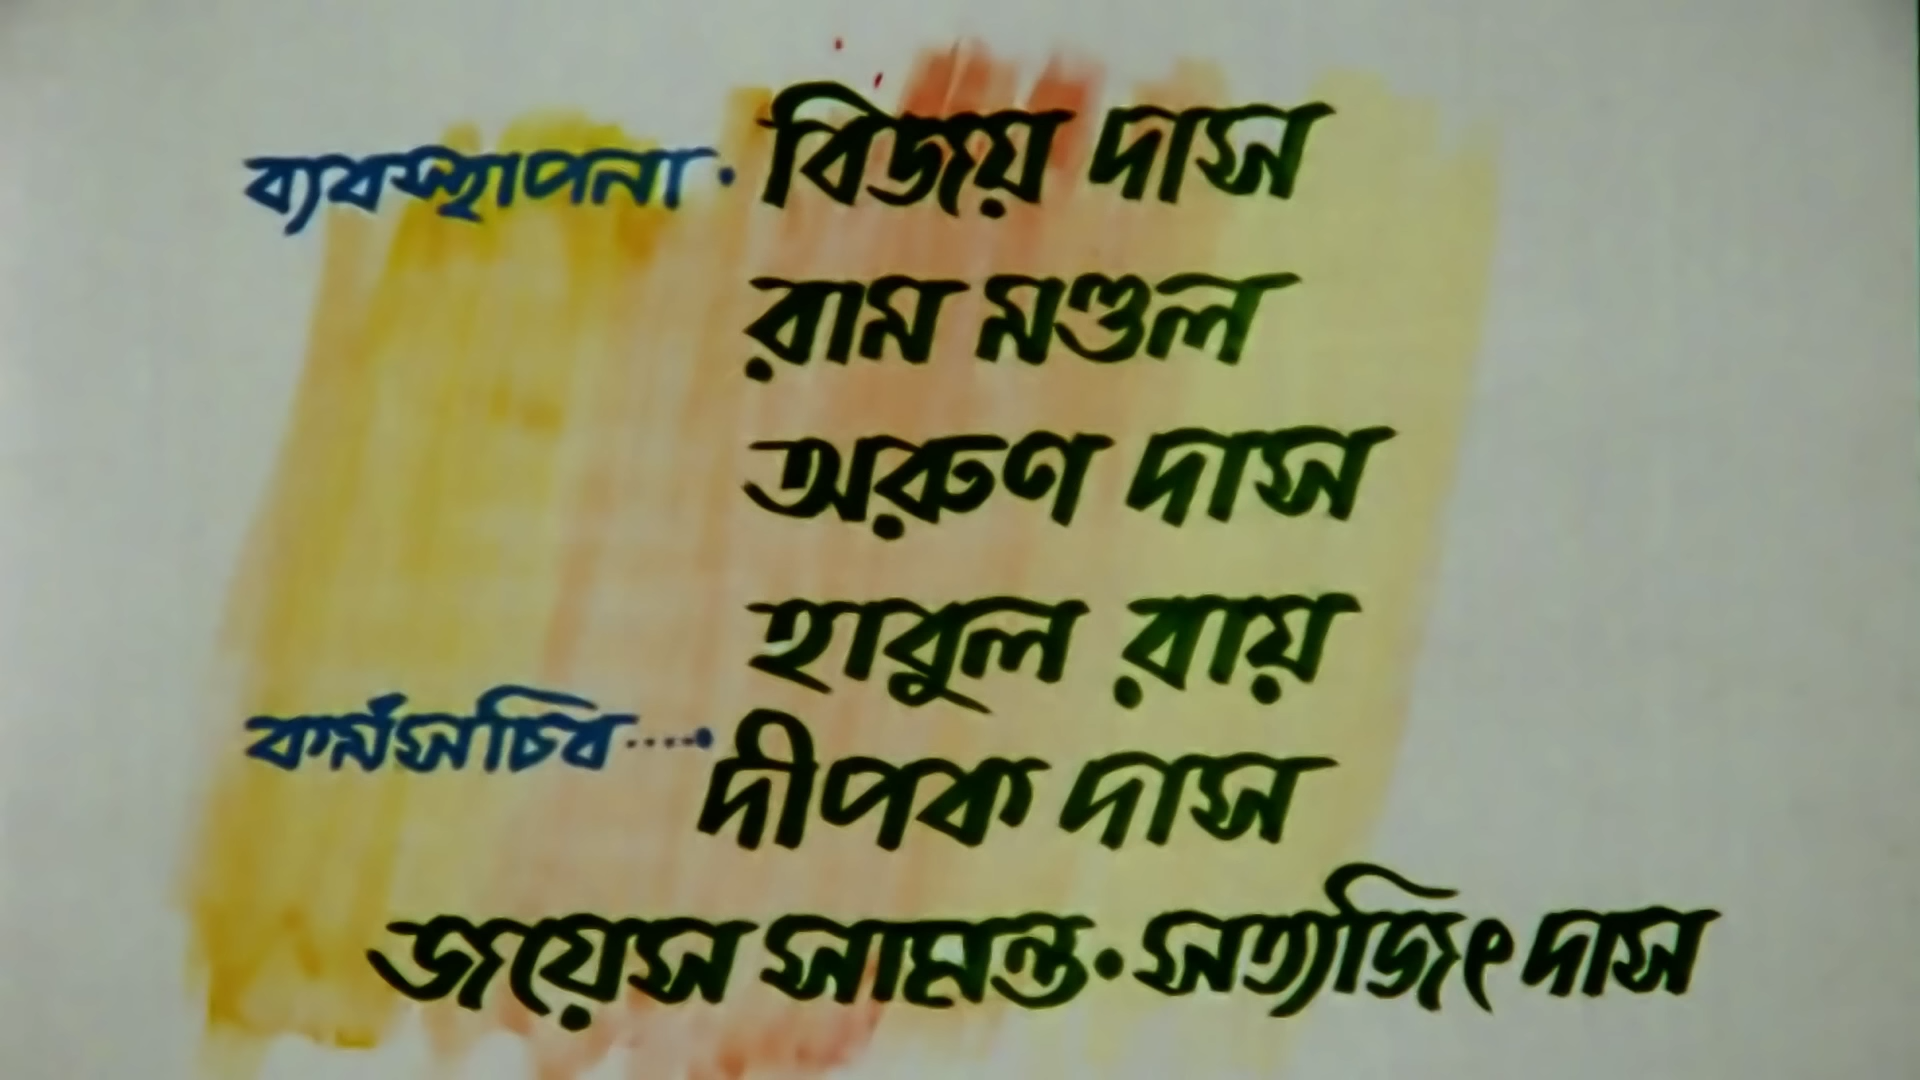 ব্যবস্থাপনা· বিজয় দাস
রাম মণ্ডল
অরুণ দাস
হাবুল রায়
কর্মসচিব····• দীপক দাস
জয়েস সামন্ত·সত্যজিৎ দাস